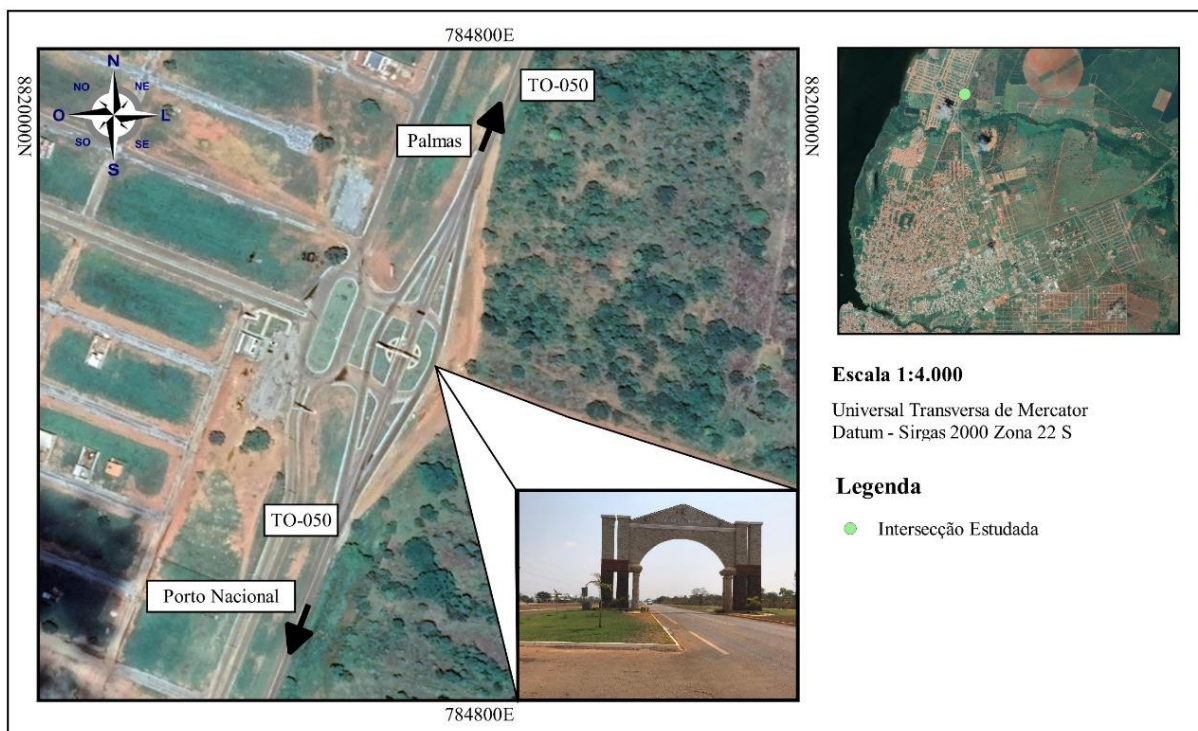 784800E
8820000N
8820000N
N
NO
NE
O
L
SO
SE
S
TO-050
Palmas
TO-050
Porto Nacional
784800E
Escala 1:4.000
Universal Transversa de Mercator
Datum - Sirgas 2000 Zona 22 S
Legenda
Intersecção Estudada